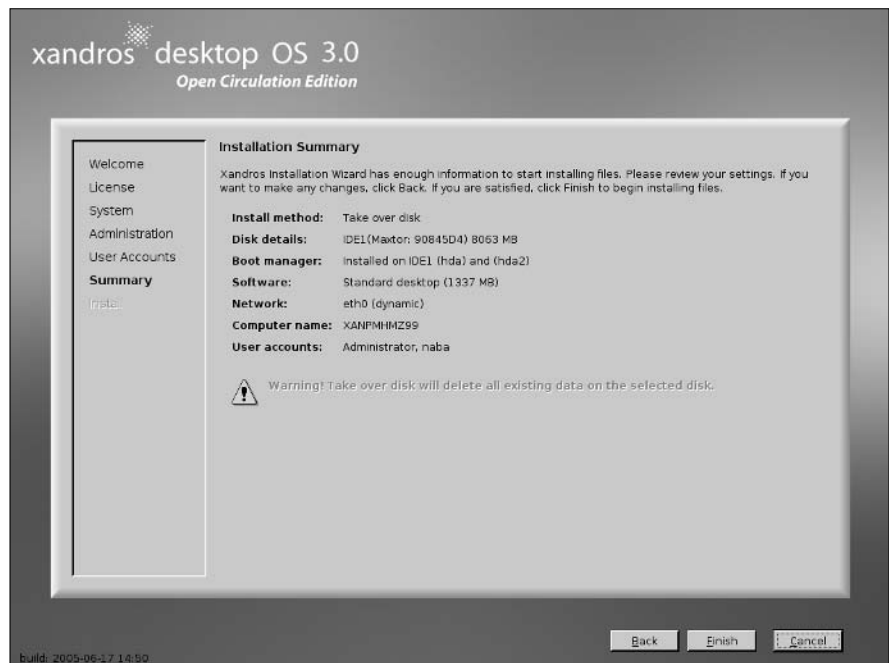 xandros desktop OS 3.0
Open Circulation Edition
Welcome
License
System
Administration
User Accounts
Summary
Install
Installation Summary
Xandros Installation Wizard has enough information to start installing files. Please review your settings. If you
want to make any changes, click Back. If you are satisfied, click Finish to begin installing files.
Install method: Take over disk
Disk details: IDE1(Maxtor: 90845D4) 8063 MB
Boot manager: Installed on IDE1 (hda) and (hda2)
Software: Standard desktop (1337 MB)
Network: eth0 (dynamic)
Computer name: XANPMHMZ99
User accounts: Administrator, naba
Warning! Take over disk will delete all existing data on the selected disk.
Back
Finish
Cancel
build: 2005-06-17 14:50